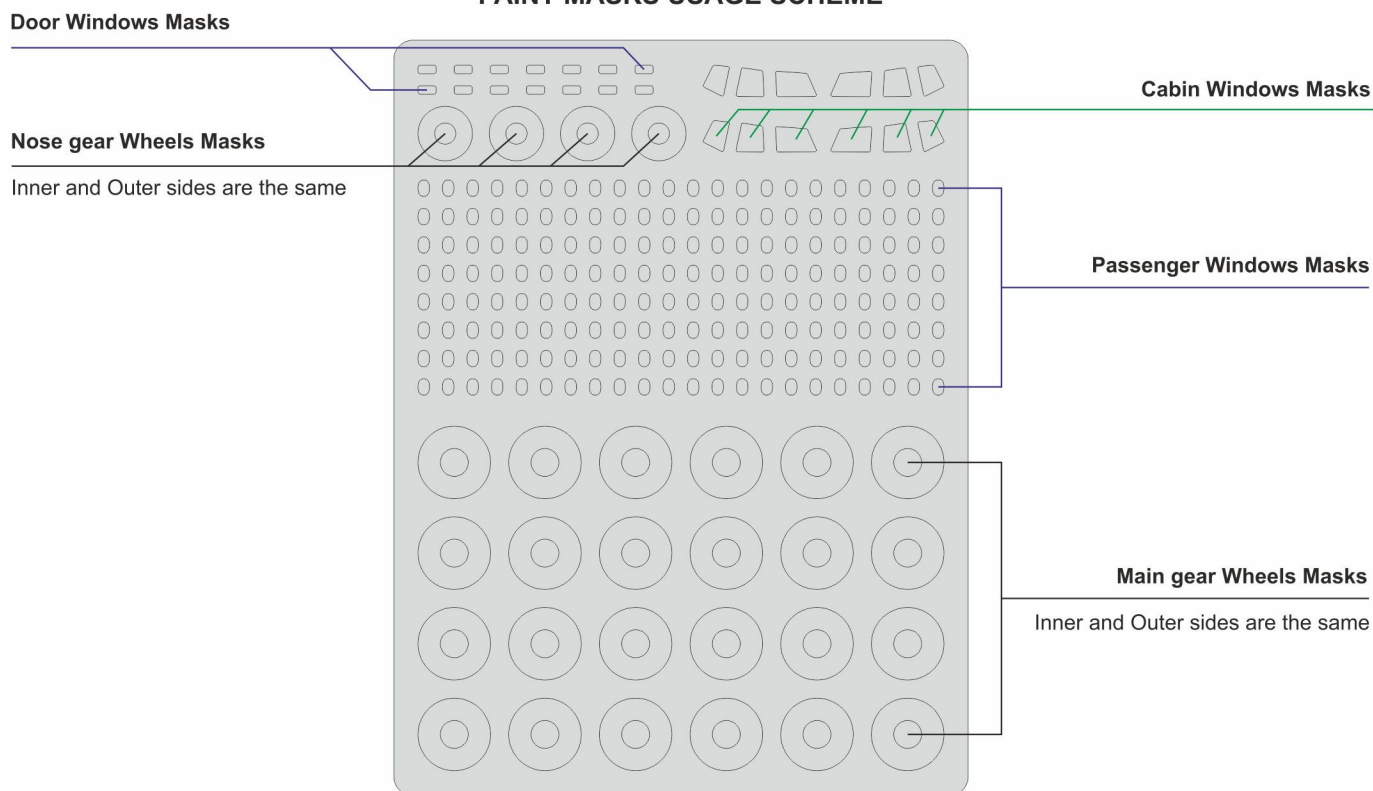 PAINT MASKS USAGE SCHEME
Door Windows Masks
Cabin Windows Masks
Nose gear Wheels Masks
Inner and Outer sides are the same
Passenger Windows Masks
Main gear Wheels Masks
Inner and Outer sides are the same